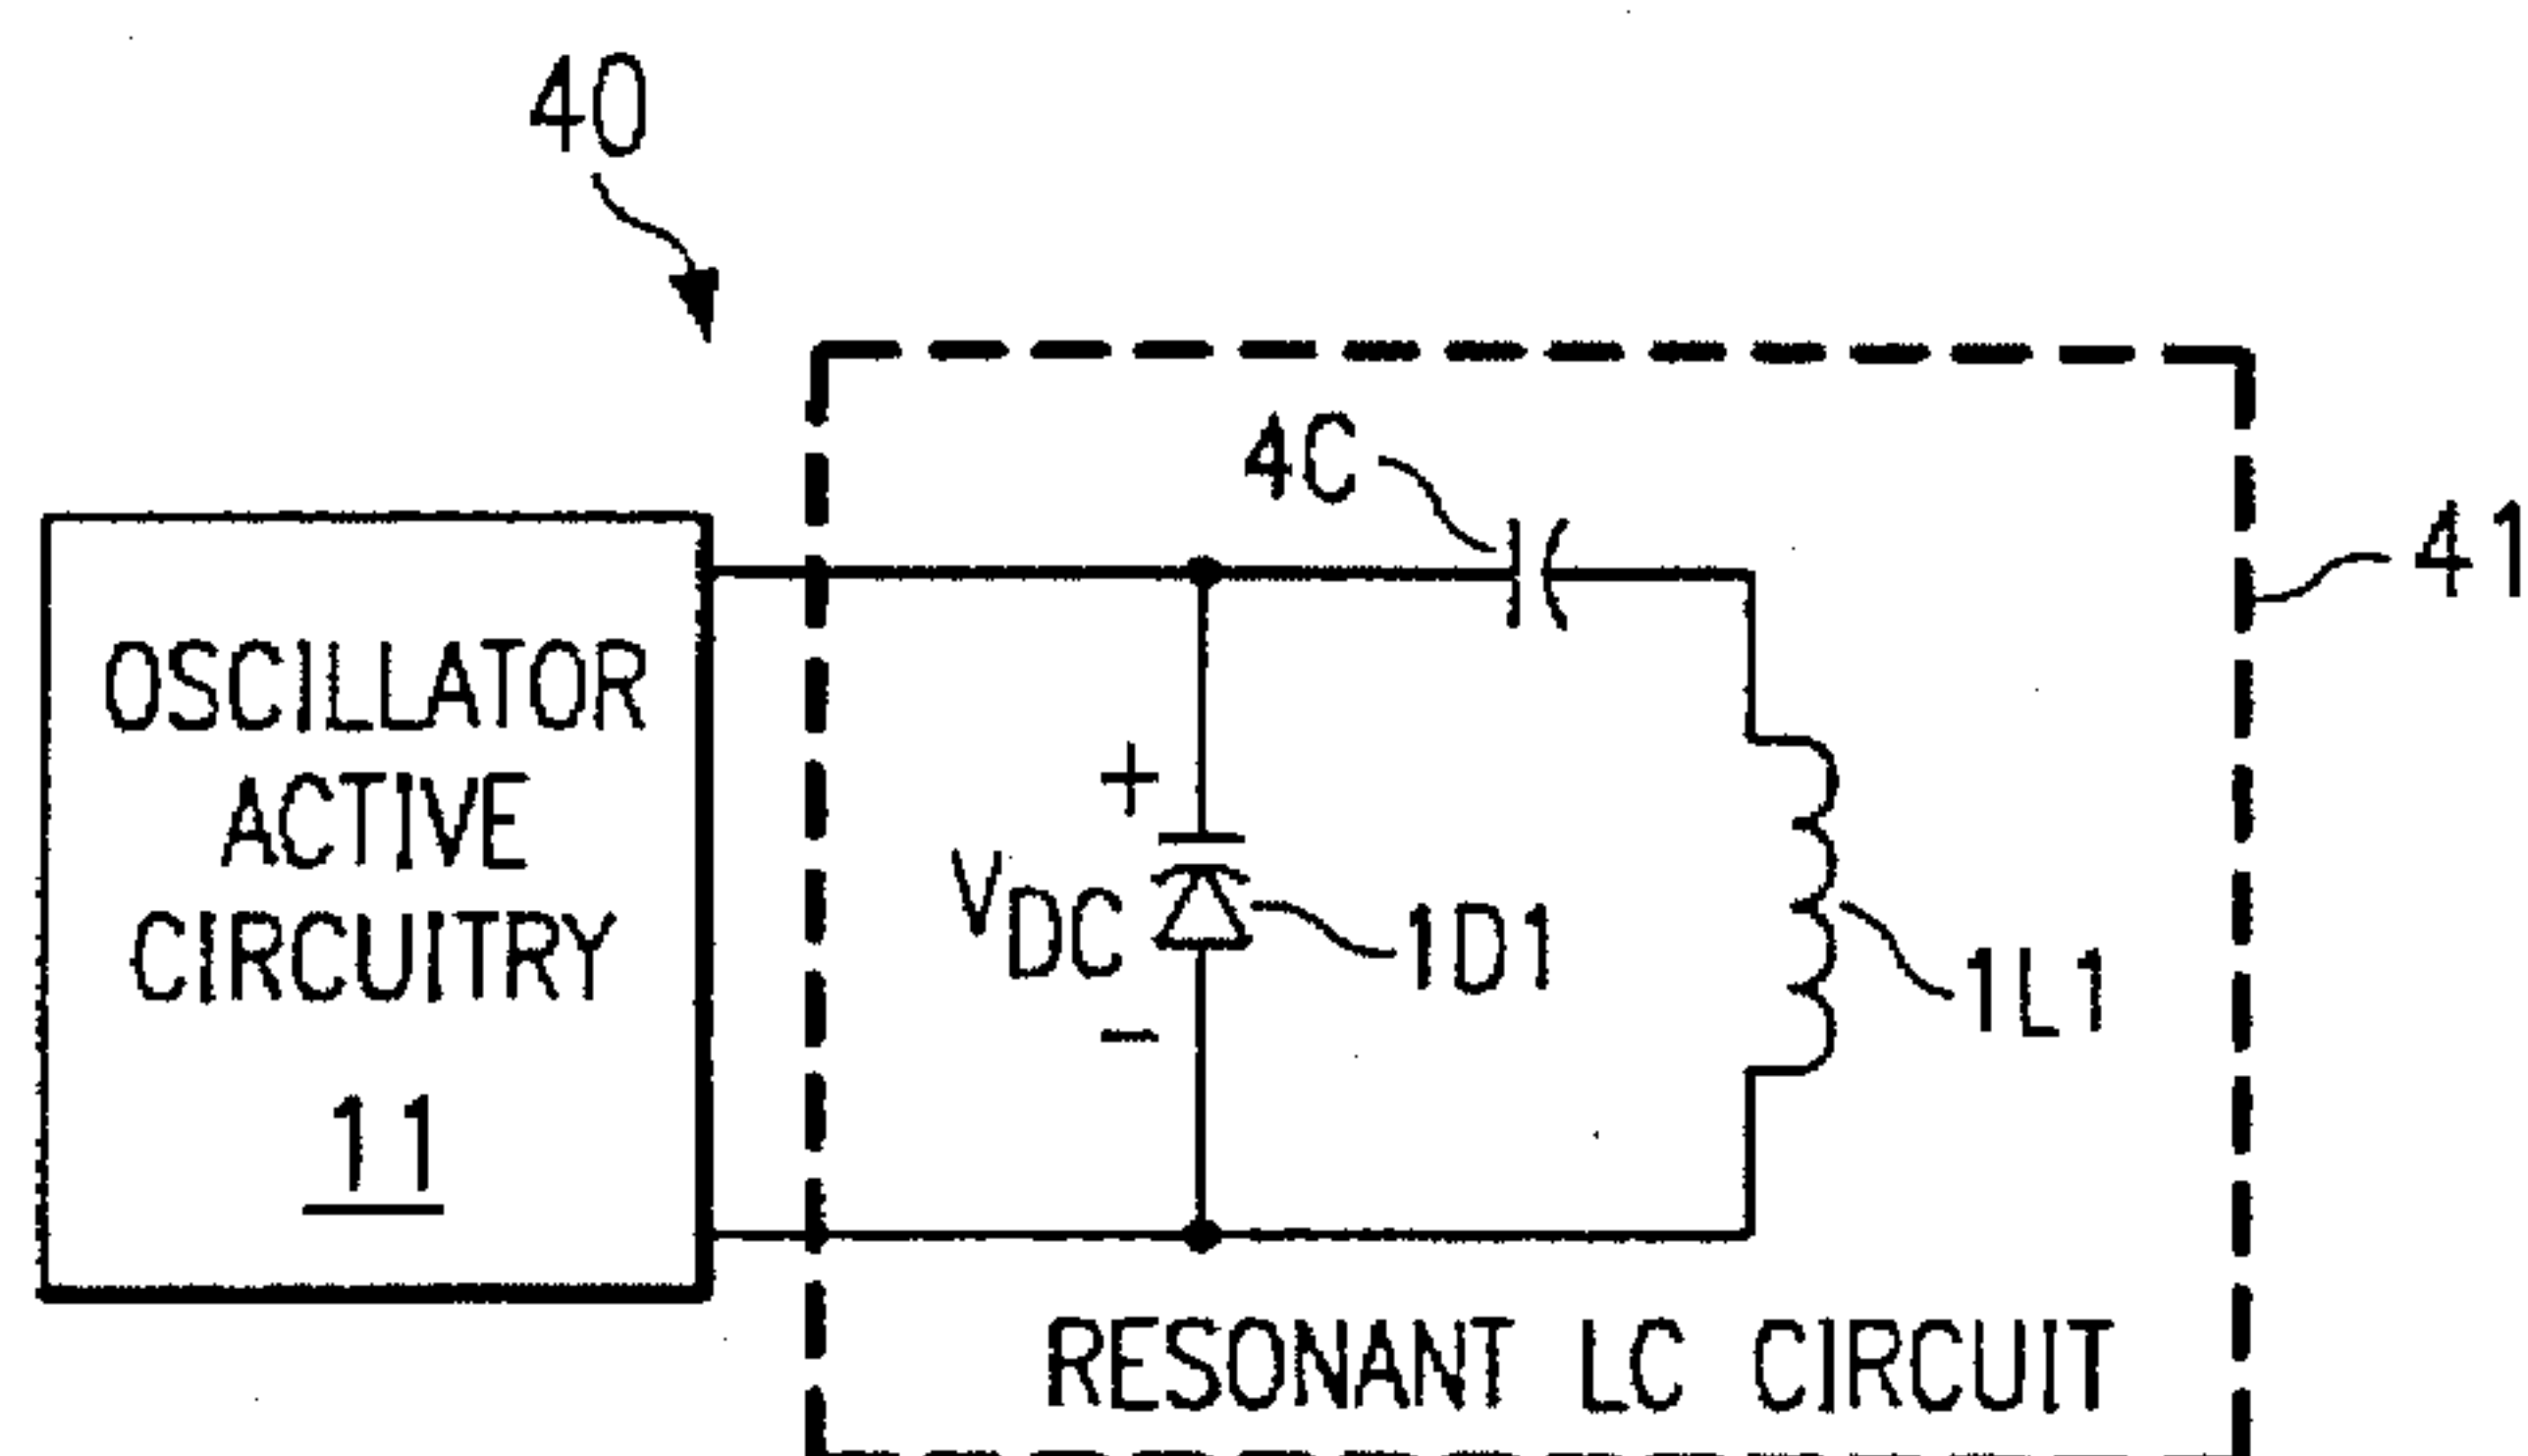 40
4C
41
OSCILLATOR
ACTIVE
CIRCUITRY
11
+
VDC
-
1D1
1L1
RESONANT LC CIRCUIT